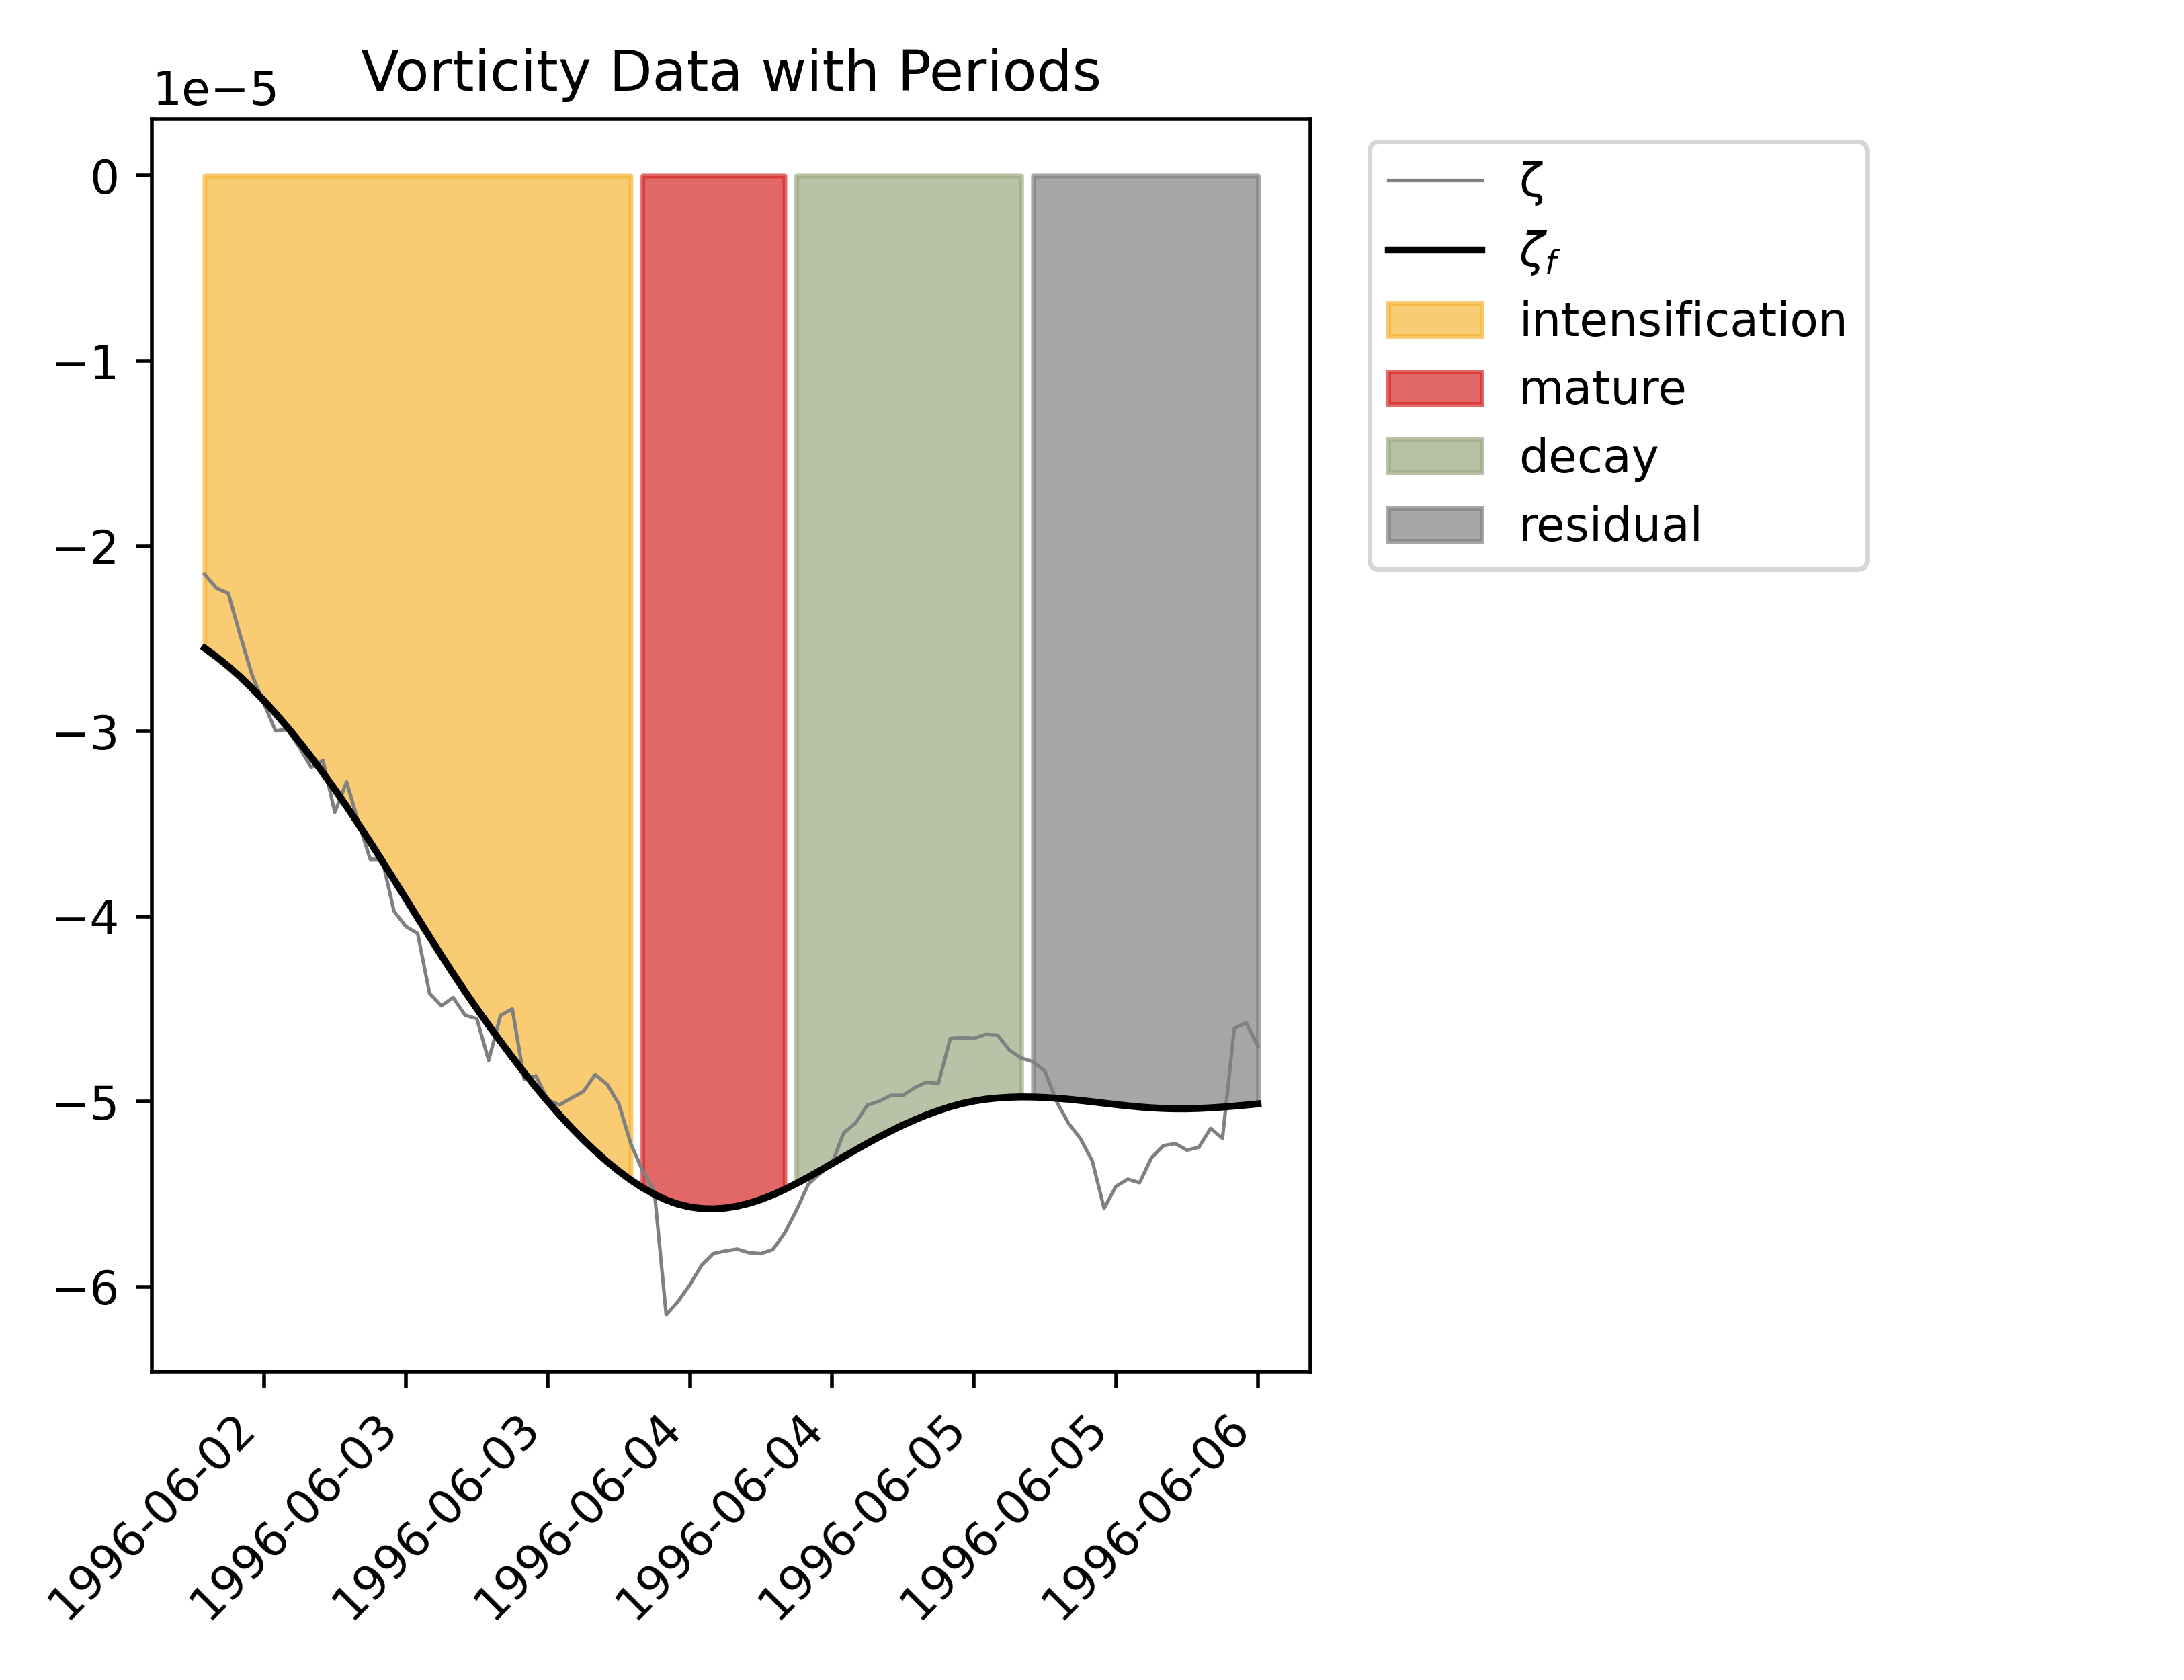 Vorticity Data with Periods
1e−5
0
−1
−2
−3
−4
−5
−6
1996-06-02
1996-06-03
1996-06-03
1996-06-04
1996-06-04
1996-06-05
1996-06-05
1996-06-06
ζ
ζf
intensification
mature
decay
residual